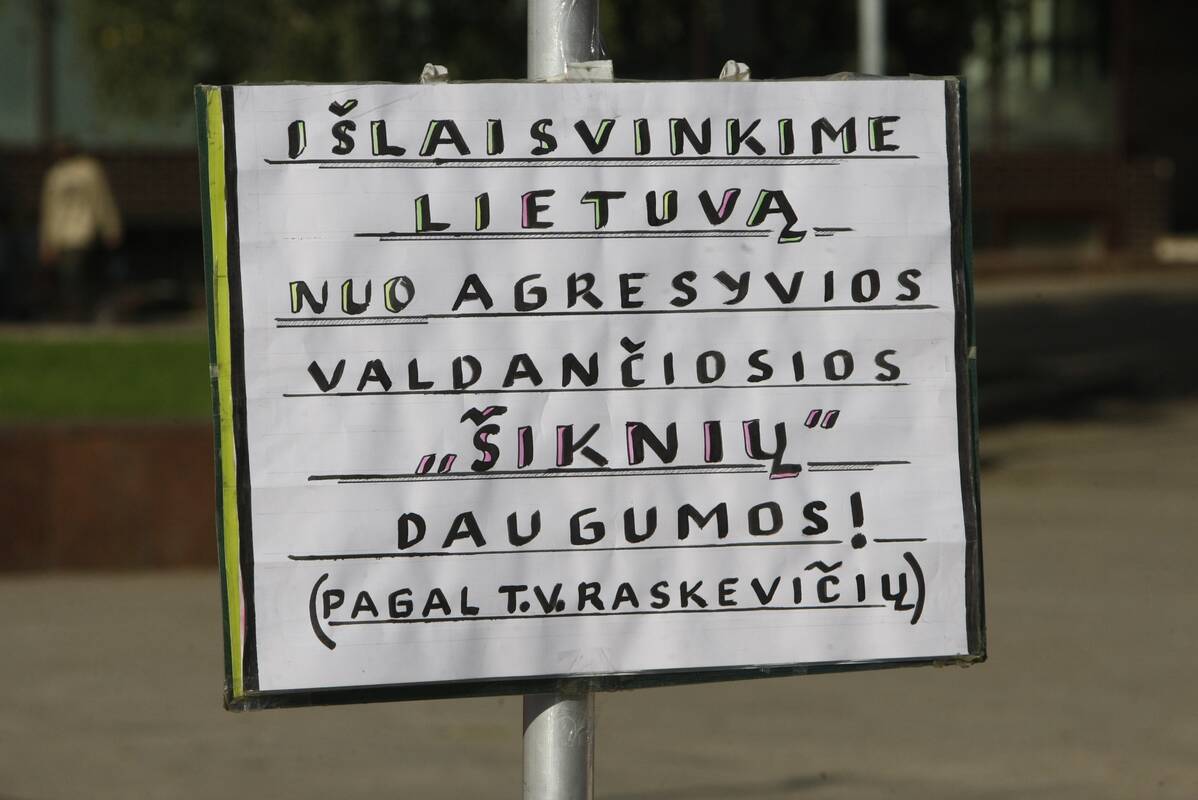 IŠLAISVINKIME
LIETUVĄ
NUO AGRESYVIOS
VALDANČIOSIOS
„ŠIKNIŲ"
DAUGUMOS!
(PAGAL T.V.RASKEVIČIŲ)